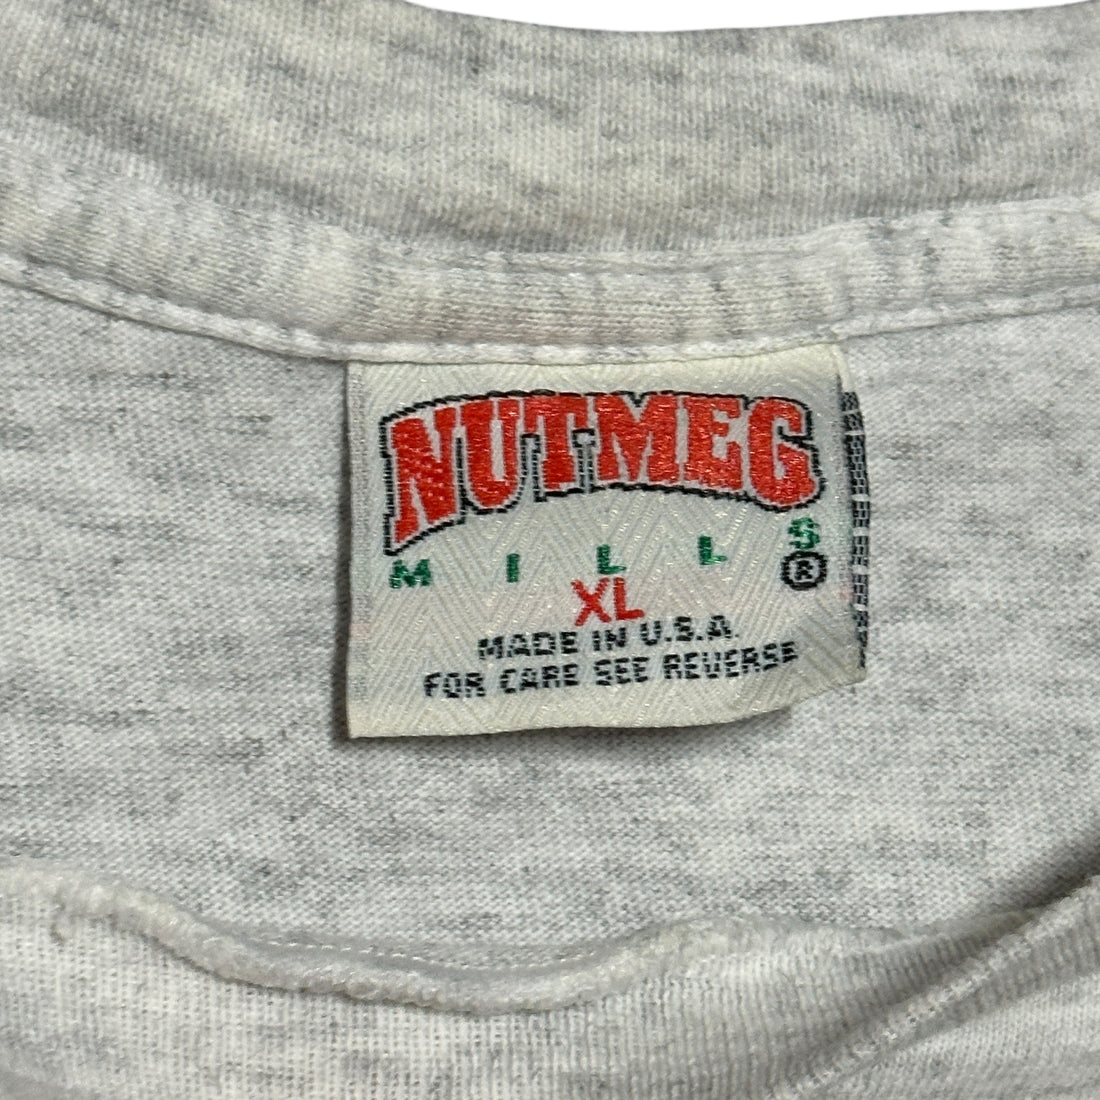 NUTMEG
MILLS
®
XL
MADE IN U.S.A.
FOR CARE SEE REVERSE